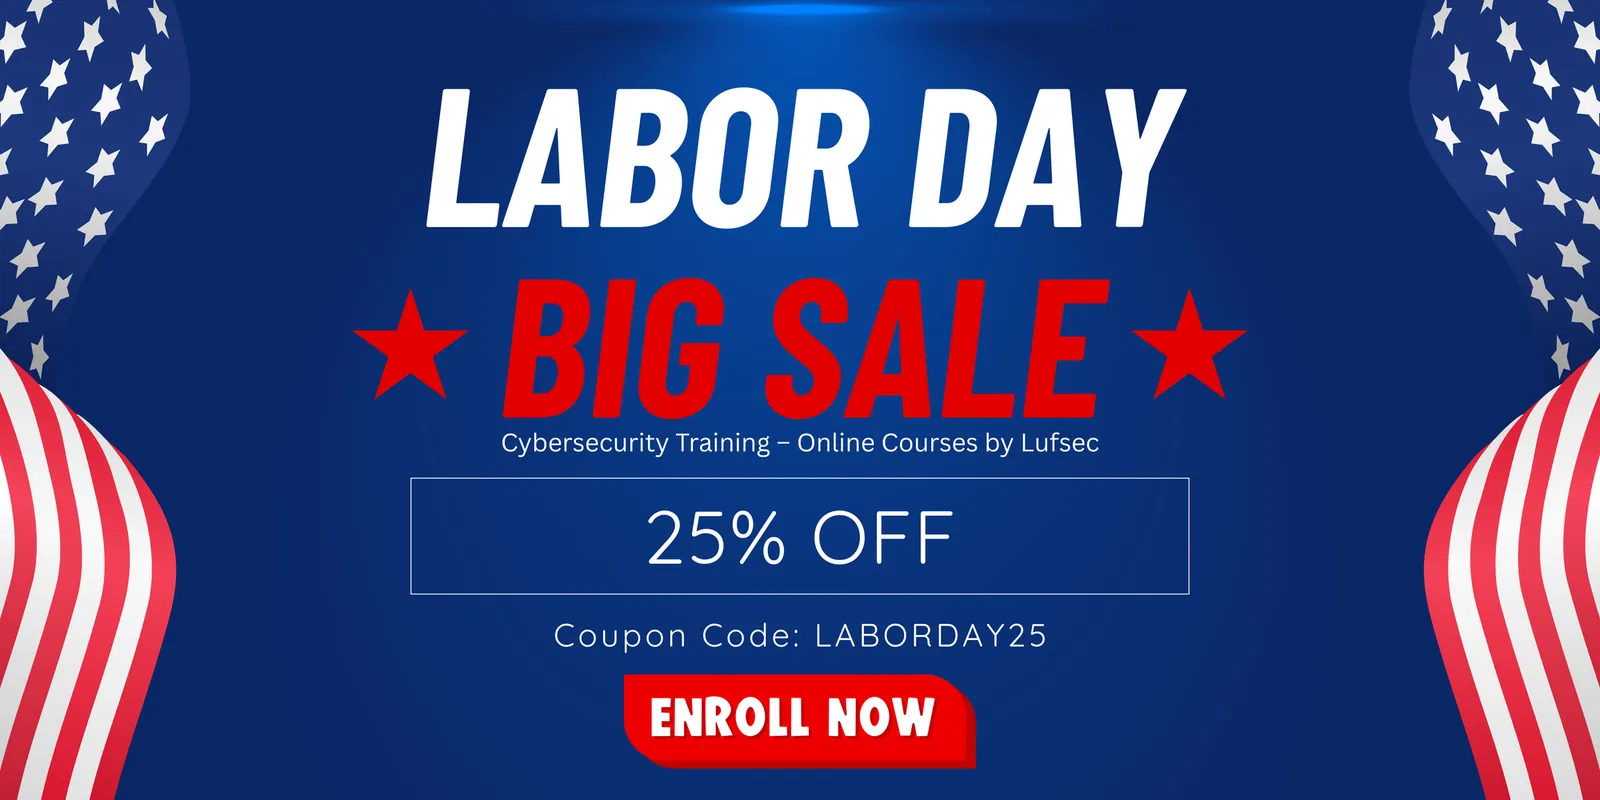 LABOR DAY
BIG SALE
Cybersecurity Training – Online Courses by Lufsec
25% OFF
Coupon Code: LABORDAY25
ENROLL NOW